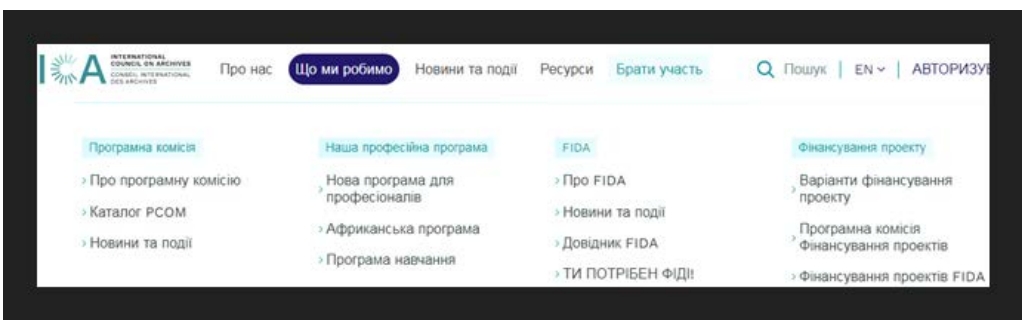 ICA
INTERNATIONAL
COUNCIL ON ARCHIVES
CONSEIL INTERNATIONAL
DES ARCHIVES
Про нас
Що ми робимо
Новини та події
Ресурси
Брати участь
Пошук
EN
АВТОРИЗУВ
Програмна комісія
› Про програмну комісію
› Каталог PCOM
› Новини та події
Наша професійна програма
› Нова програма для
професіоналів
› Африканська програма
› Програма навчання
FIDA
› Про FIDA
› Новини та події
› Довідник FIDA
› ТИ ПОТРІБЕН ФІДІ!
Фінансування проекту
› Варіанти фінансування
проекту
› Програмна комісія
Фінансування проектів
› Фінансування проектів FIDA